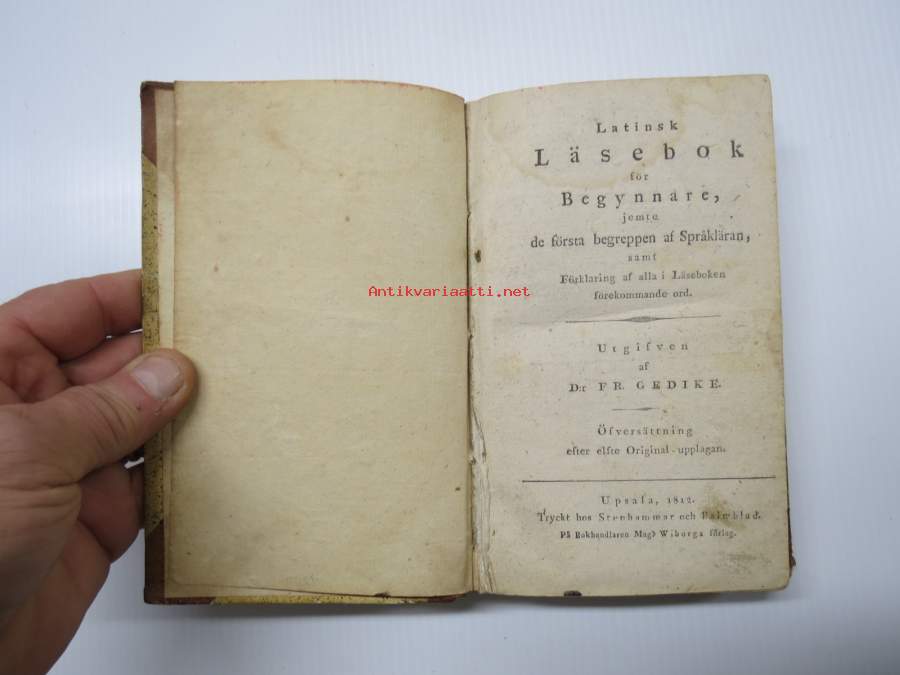 Latinsk
Läsebok
för
Begynnare,
jemte
de första begreppen af Språkläran,
samt
Förklaring af alla i Läseboken
förekommande ord.
Utgifven
af
D:r FR. GEDIKE.
Öfversättning
efter elfte Original-upplagan.
Upsala, 1812.
Tryckt hos Stenhammar och Palmblad.
På Bokhandlaren Mag? Wiborgs förlag.
Antikvariaatti.net